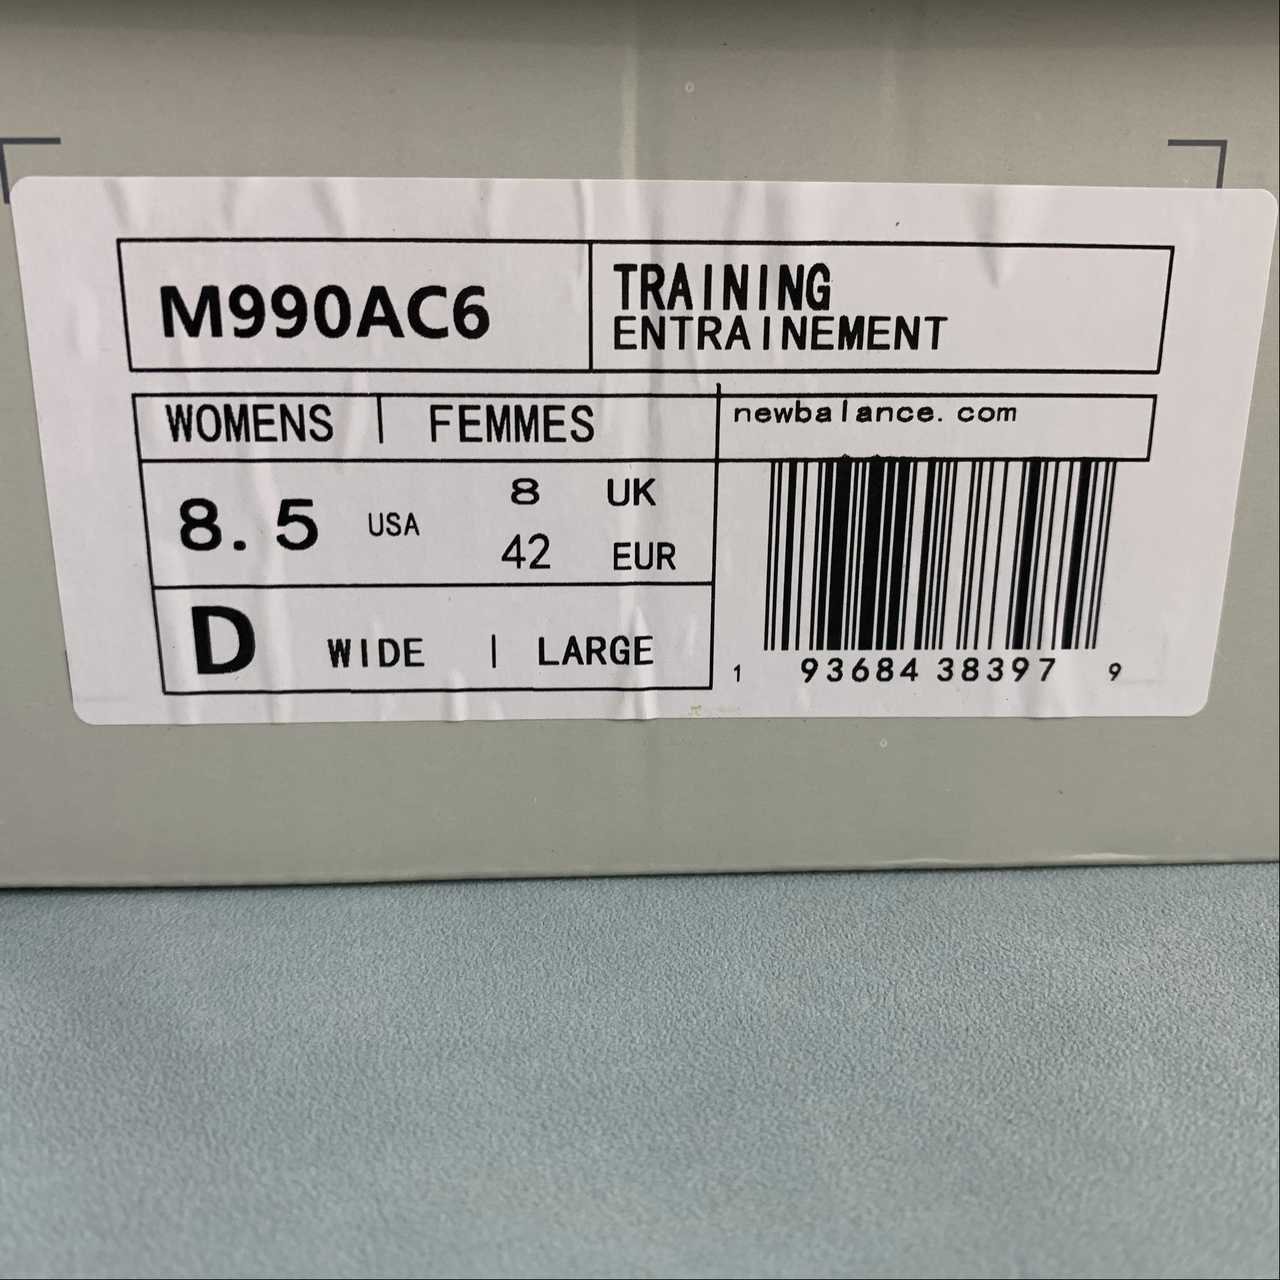 M990AC6
TRAINING
ENTRAINEMENT
WOMENS | FEMMES
newbalance.com
8.5 USA
8 UK
42 EUR
D WIDE | LARGE
1 93684 38397 9